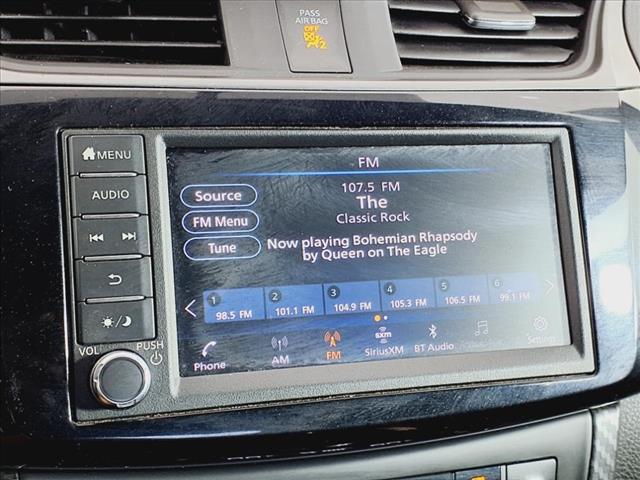 PASS
AIR BAG
OFF
2
MENU
AUDIO
VOL
PUSH
FM
107.5 FM
The
Classic Rock
Source
FM Menu
Tune
Now playing Bohemian Rhapsody
by Queen on The Eagle
1 2 3 4 5 6
98.5 FM 101.1 FM 104.9 FM 105.3 FM 106.5 FM 99.1 FM
Phone AM FM sxm SiriusXM BT Audio